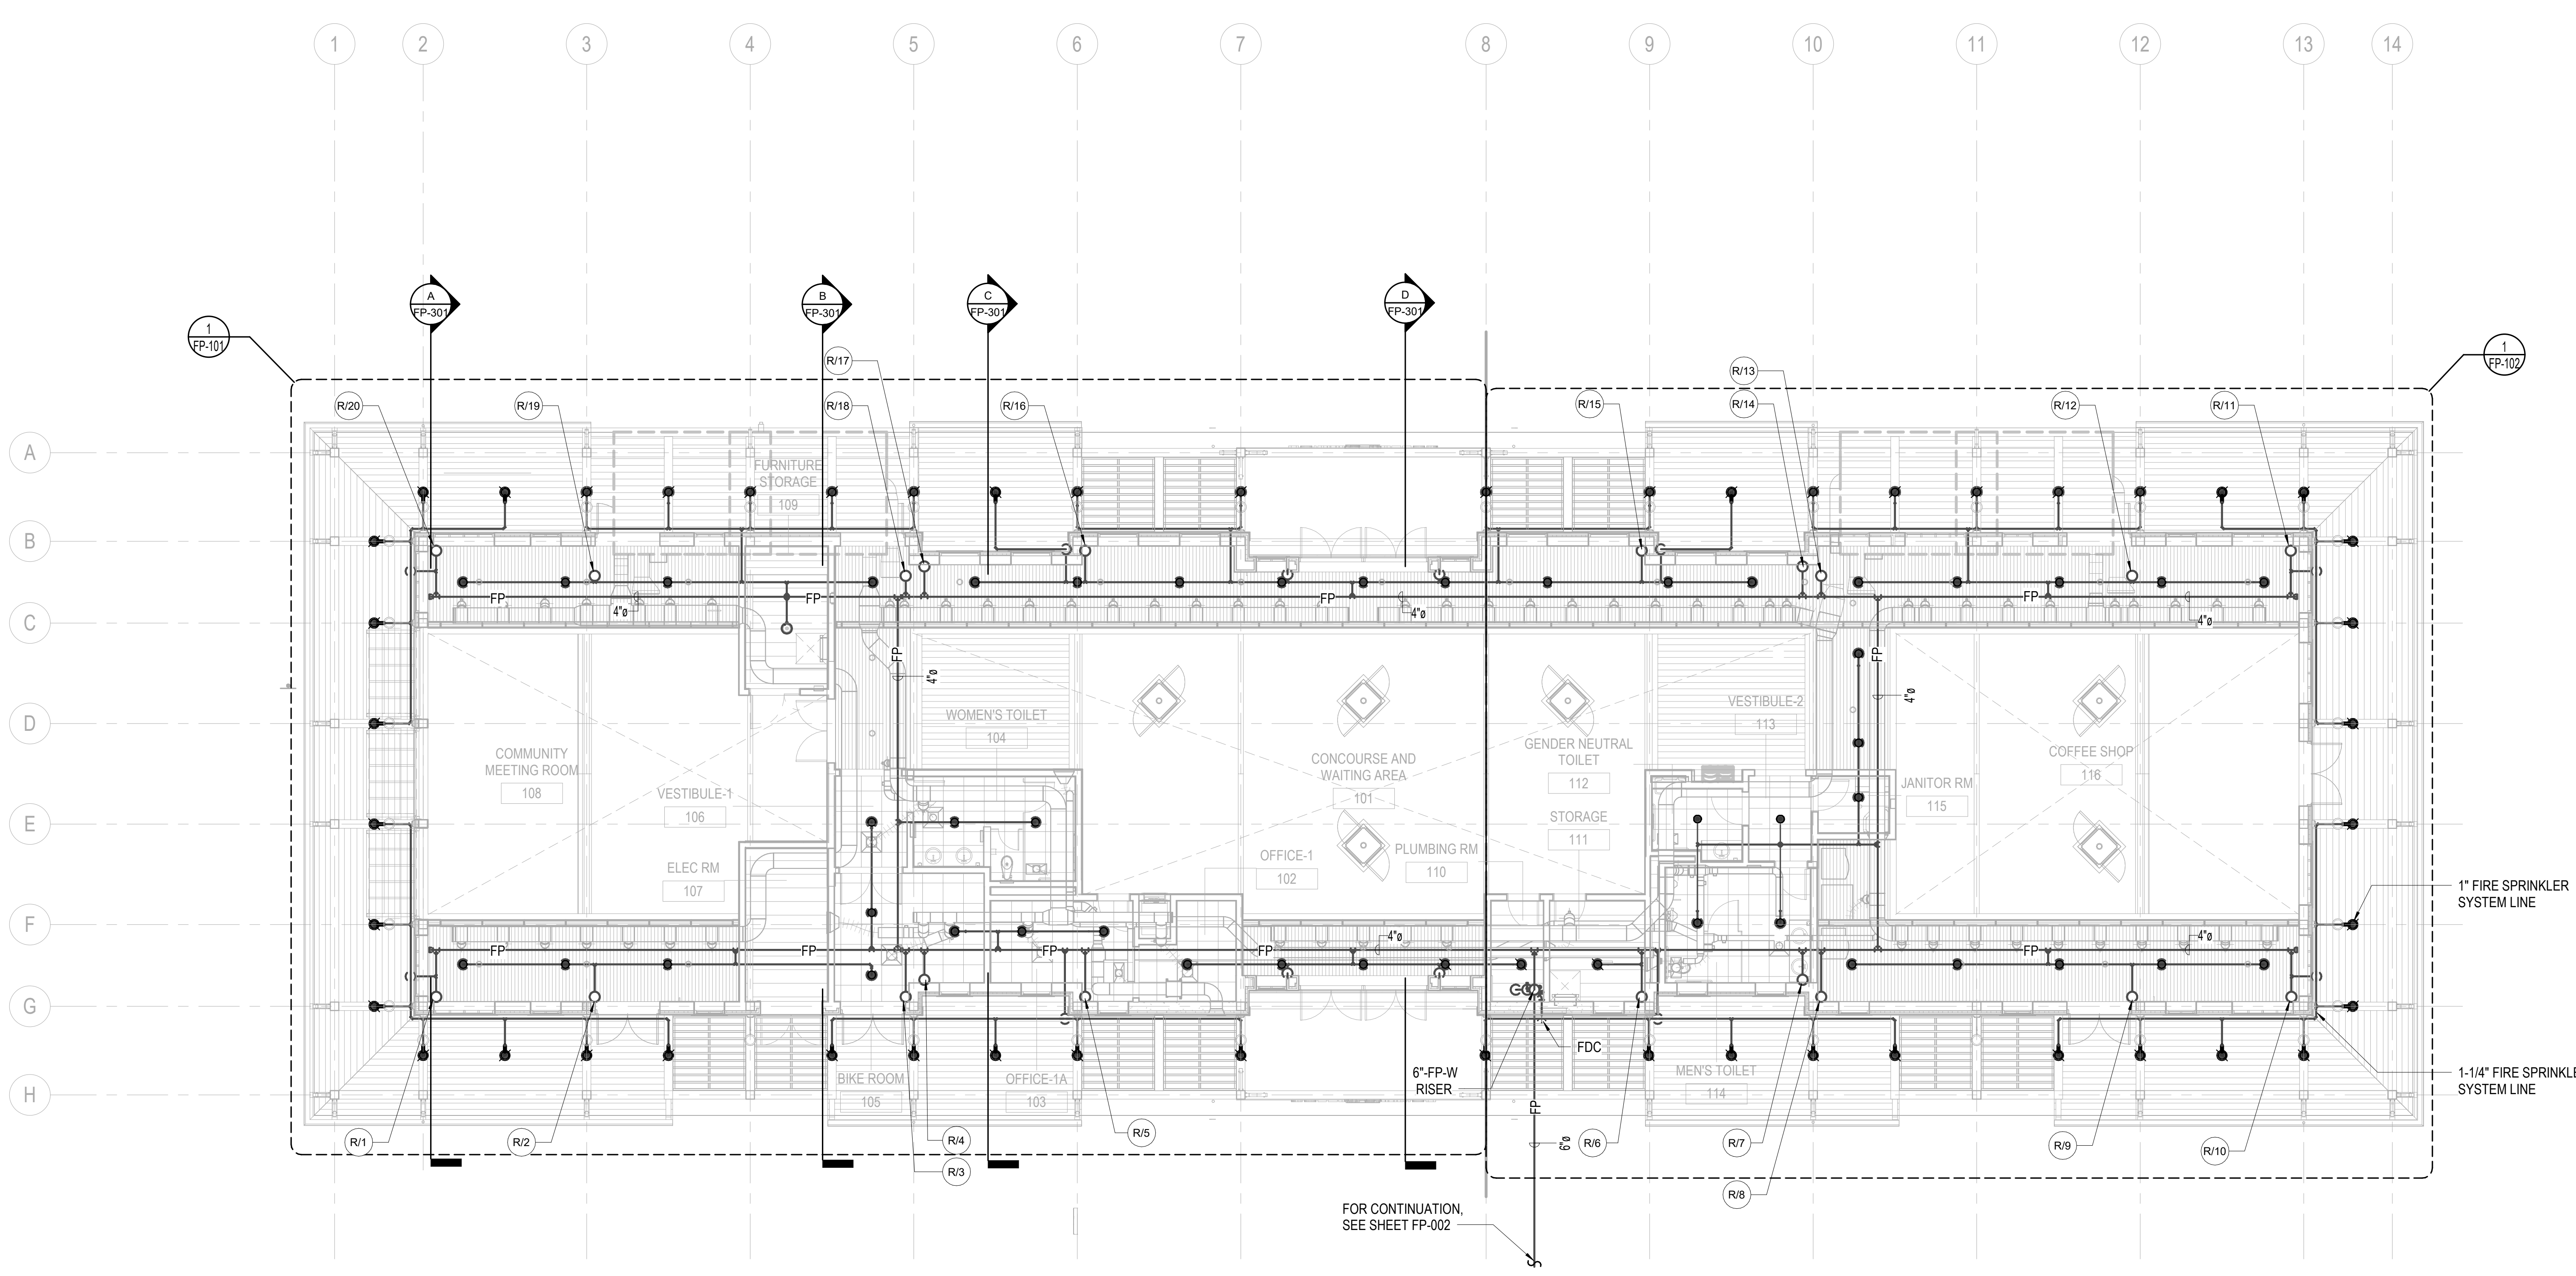 1 2 3 4 5 6 7 8 9 10 11 12 13 14
A FP-301
B FP-301
C FP-301
D FP-301
1 FP-101
1 FP-102
R/17
R/13
R/20 R/19 R/18 R/16 R/15 R/14 R/12 R/11
A
FURNITURE
STORAGE
109
B
FP FP FP FP
4"ø 4"ø 4"ø
C
FP FP
4"ø 4"ø
D
WOMEN'S TOILET
104
VESTIBULE-2
113
COMMUNITY
MEETING ROOM
108
CONCOURSE AND
WAITING AREA
101
GENDER NEUTRAL
TOILET
112
COFFEE SHOP
116
VESTIBULE-1
106
JANITOR RM
115
E
STORAGE
111
ELEC RM
107
OFFICE-1
102
PLUMBING RM
110
1" FIRE SPRINKLER
SYSTEM LINE
F
FP FP FP FP FP
4"ø 4"ø
G
FDC
6"-FP-W
RISER
BIKE ROOM
105
OFFICE-1A
103
MEN'S TOILET
114
1-1/4" FIRE SPRINKLE
SYSTEM LINE
H
FP
6"ø
R/1 R/2 R/4 R/5 R/6 R/7 R/9 R/10
R/3
R/8
FOR CONTINUATION,
SEE SHEET FP-002